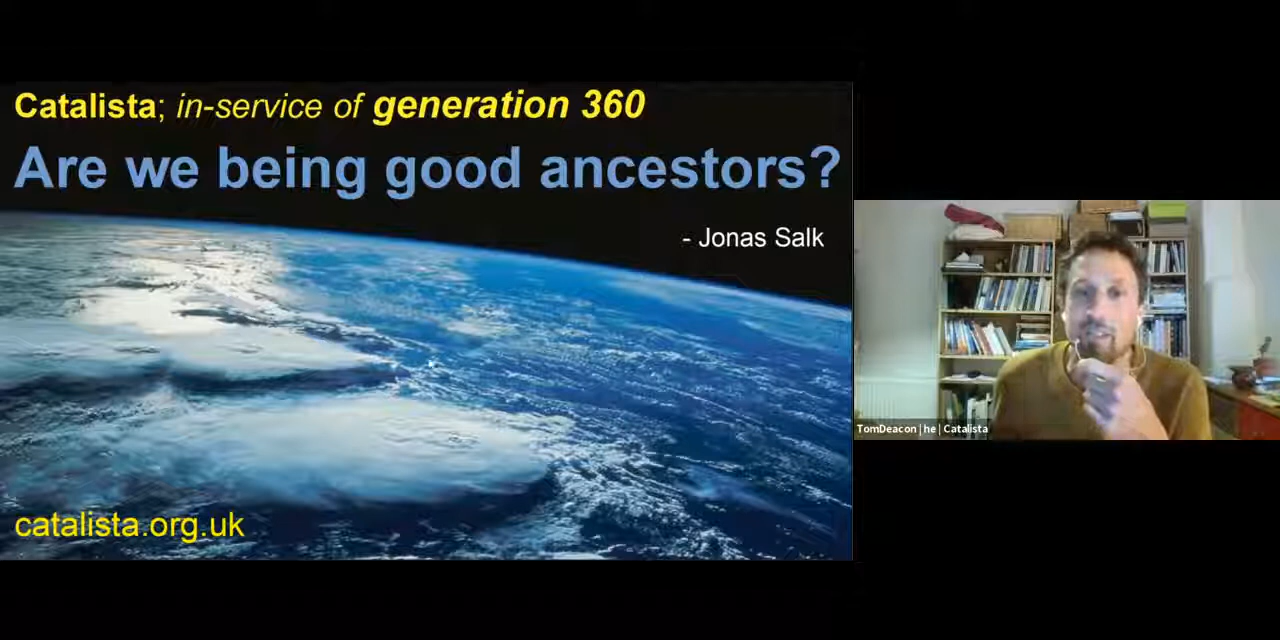 Catalista; in-service of generation 360
Are we being good ancestors?
- Jonas Salk
catalista.org.uk
TomDeacon | he | Catalista